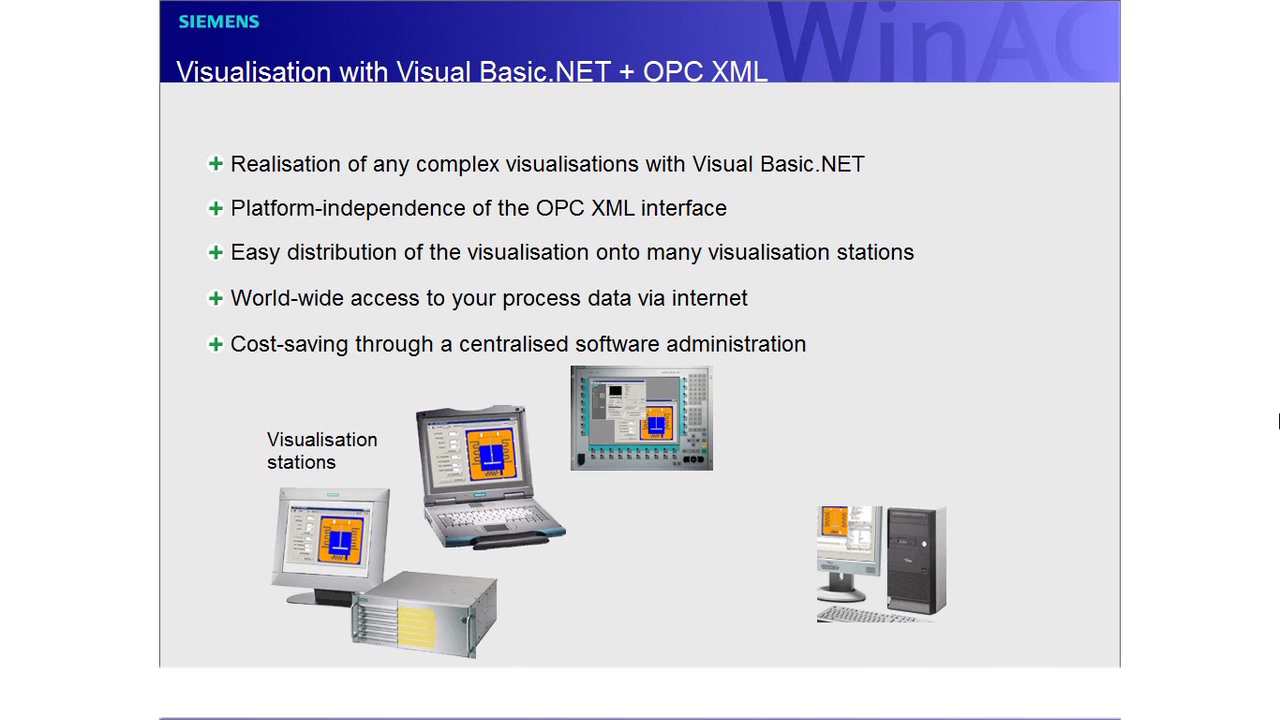 SIEMENS
WinAC
Visualisation with Visual Basic.NET + OPC XML
Realisation of any complex visualisations with Visual Basic.NET
Platform-independence of the OPC XML interface
Easy distribution of the visualisation onto many visualisation stations
World-wide access to your process data via internet
Cost-saving through a centralised software administration
Visualisation
stations